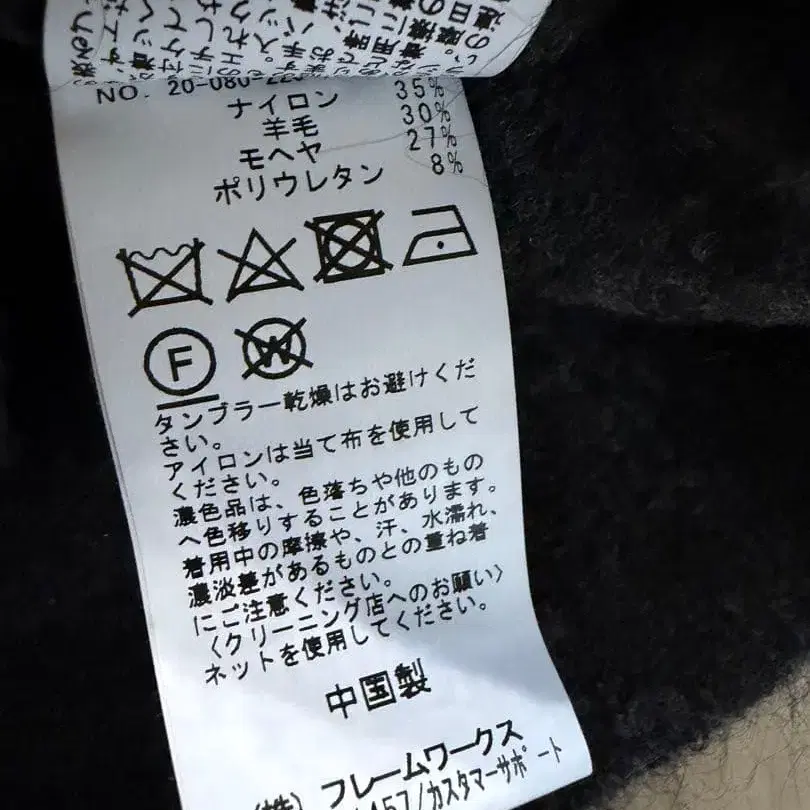 NO. 20-080-22
ナイロン 35%
羊毛 30%
モヘヤ 27%
ポリウレタン 8%
F W
タンブラー乾燥はお避けくだ
さい。
アイロンは当て布を使用して
ください。
濃色品は、色落ちや他のもの
へ色移りすることがあります。
着用中の摩擦や、汗、水濡れ、
濃淡差があるものとの重ね着
にご注意ください。
〈クリーニング店へのお願い〉
ネットを使用してください。
中国製
(株) フレームワークス
457/カスタマーサポート